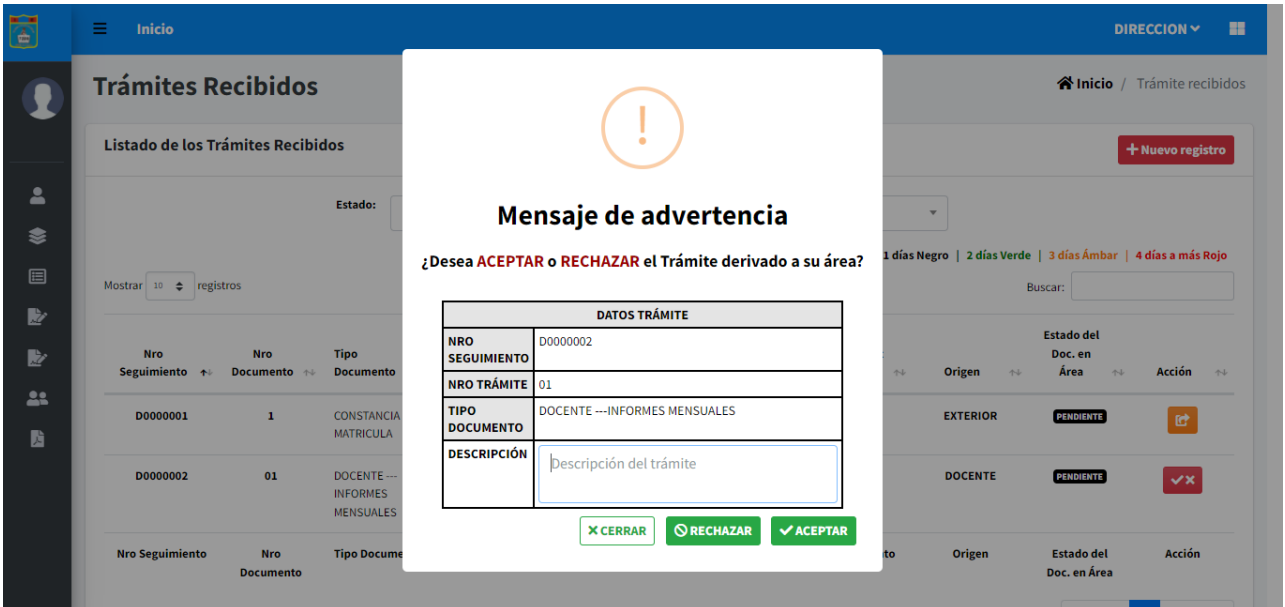 Inicio
DIRECCION
Trámites Recibidos
Inicio / Trámite recibidos
Listado de los Trámites Recibidos
Nuevo registro
Estado:
1 días Negro | 2 días Verde | 3 días Ámbar | 4 días a más Rojo
Mostrar 10 registros
Buscar:
Nro
Seguimiento
Nro
Documento
Tipo
Documento
Origen
Estado del
Doc. en
Área
Acción
D0000001
1
CONSTANCIA
MATRICULA
EXTERIOR
PENDIENTE
D0000002
01
DOCENTE ---
INFORMES
MENSUALES
DOCENTE
PENDIENTE
Nro Seguimiento
Nro
Documento
Tipo Docume
to
Origen
Estado del
Doc. en Área
Acción
!
Mensaje de advertencia
¿Desea ACEPTAR o RECHAZAR el Trámite derivado a su área?
DATOS TRÁMITE
NRO
SEGUIMIENTO
D0000002
NRO TRÁMITE
01
TIPO
DOCUMENTO
DOCENTE ---INFORMES MENSUALES
DESCRIPCIÓN
Descripción del trámite
CERRAR
RECHAZAR
ACEPTAR